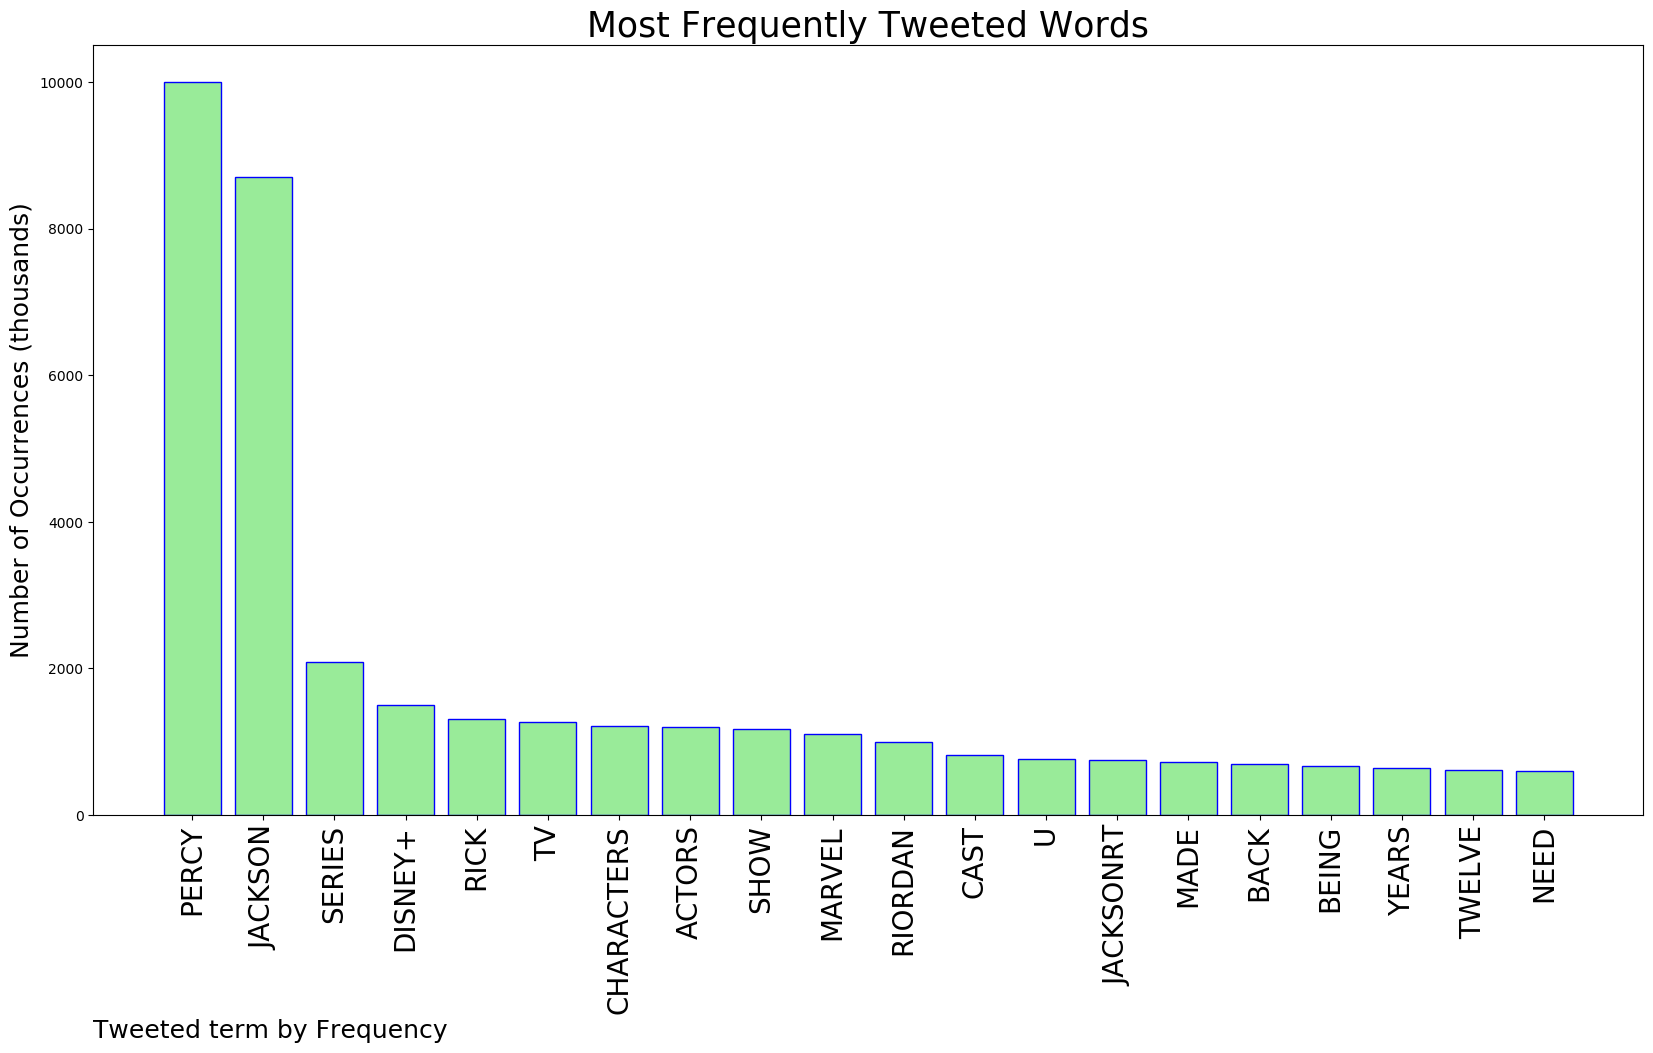 Most Frequently Tweeted Words
Number of Occurrences (thousands)
10000
8000
6000
4000
2000
0
PERCY
JACKSON
SERIES
DISNEY+
RICK
TV
CHARACTERS
ACTORS
SHOW
MARVEL
RIORDAN
CAST
U
JACKSONRT
MADE
BACK
BEING
YEARS
TWELVE
NEED
Tweeted term by Frequency